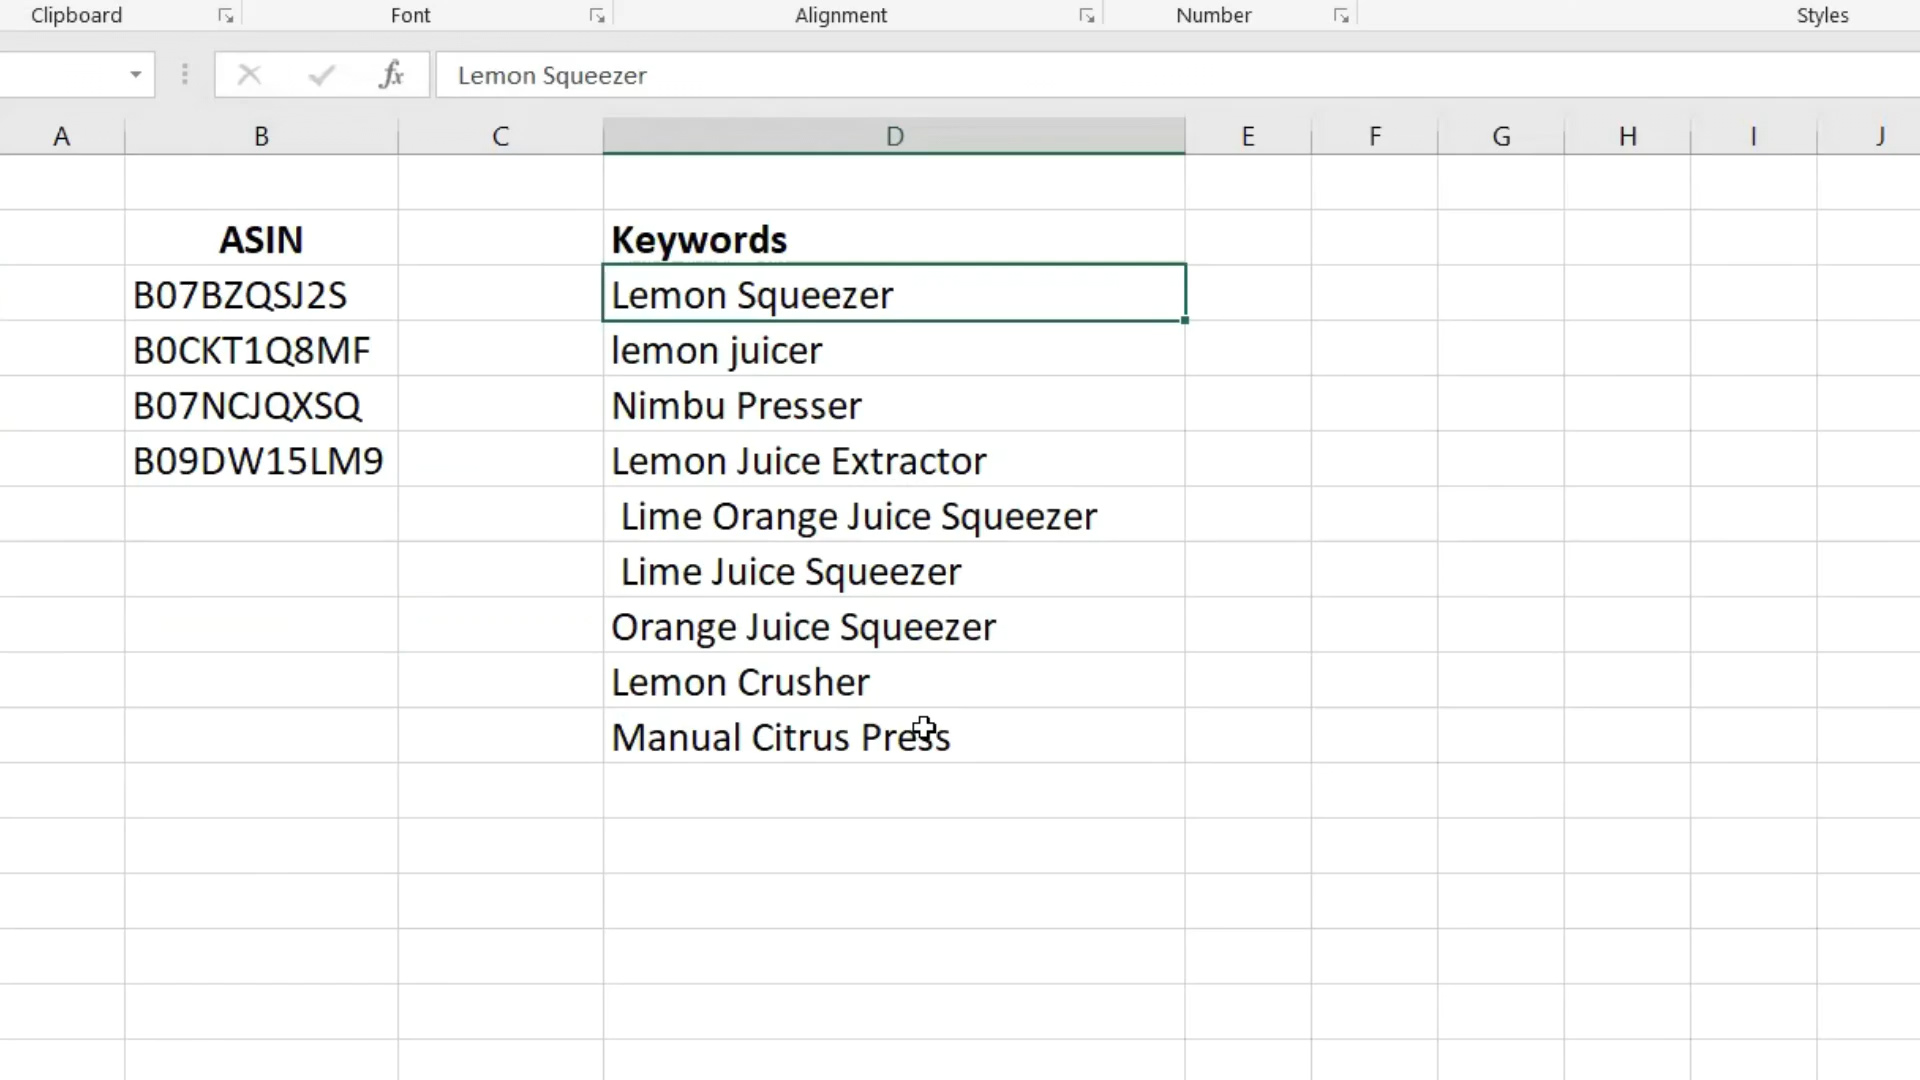 Clipboard Font Alignment Number Styles
fx Lemon Squeezer
A B C D E F G H I J
ASIN Keywords
B07BZQSJ2S Lemon Squeezer
B0CKT1Q8MF lemon juicer
B07NCJQXSQ Nimbu Presser
B09DW15LM9 Lemon Juice Extractor
Lime Orange Juice Squeezer
Lime Juice Squeezer
Orange Juice Squeezer
Lemon Crusher
Manual Citrus Press